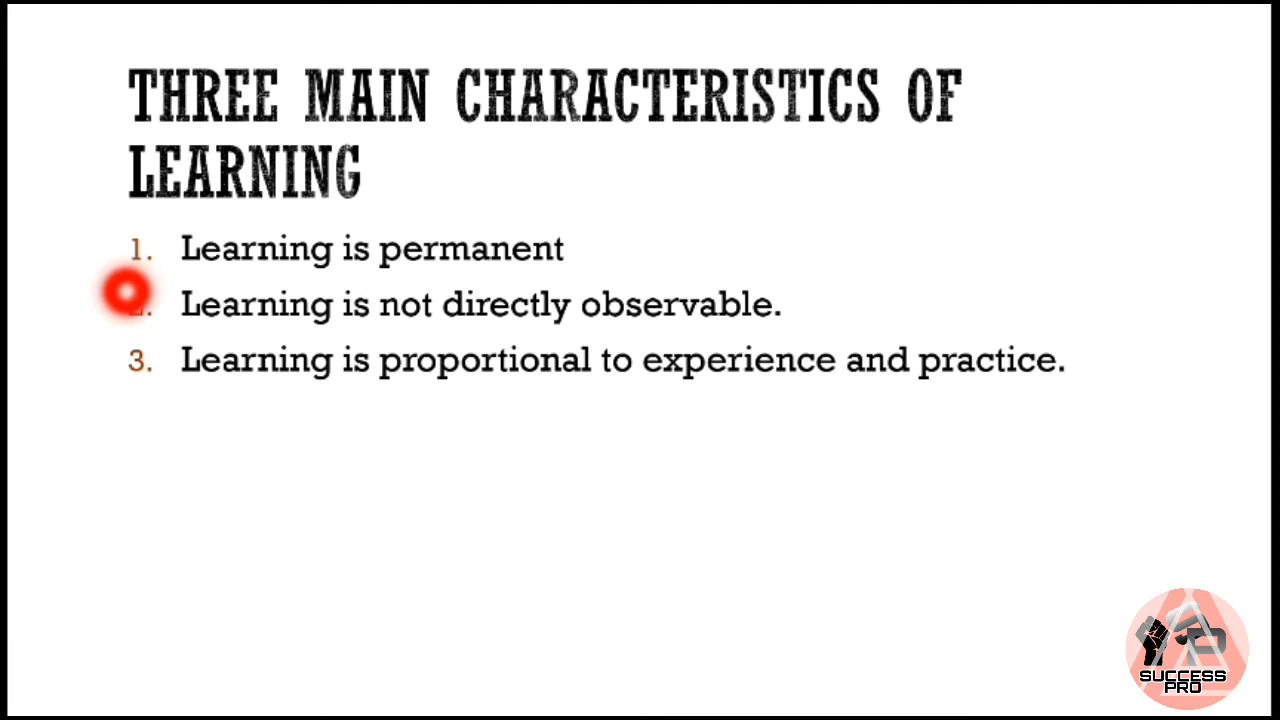 THREE MAIN CHARACTERISTICS OF
LEARNING
1. Learning is permanent
2. Learning is not directly observable.
3. Learning is proportional to experience and practice.
SUCCESS
PRO